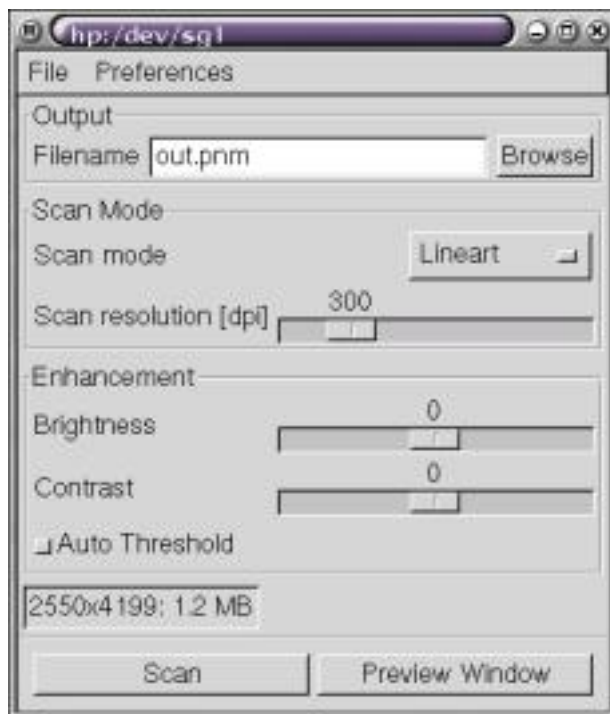 hp:/dev/sg1
File Preferences
Output
Filename out.pnm Browse
Scan Mode
Scan mode Lineart
300
Scan resolution [dpi]
Enhancement
0
Brightness
0
Contrast
Auto Threshold
2550x4199: 1.2 MB
Scan Preview Window